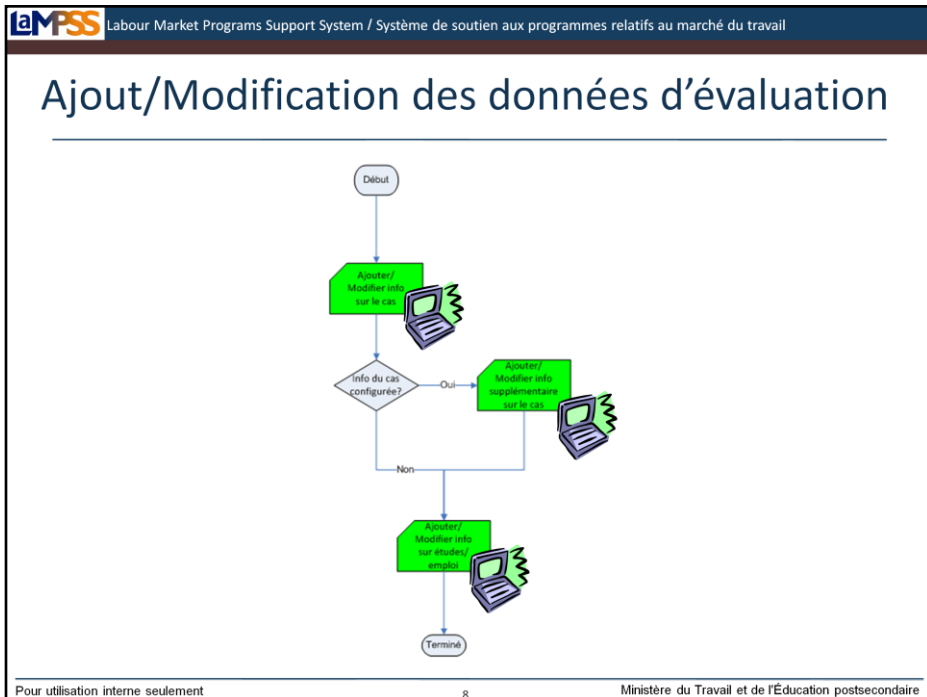 LaMPSS Labour Market Programs Support System / Système de soutien aux programmes relatifs au marché du travail
Ajout/Modification des données d'évaluation
Début
Ajouter/
Modifier info
sur le cas
Info du cas
configurée?
Oui
Ajouter/
Modifier info
supplémentaire
sur le cas
Non
Ajouter/
Modifier info
sur études/
emploi
Terminé
Pour utilisation interne seulement
8
Ministère du Travail et de l'Éducation postsecondaire